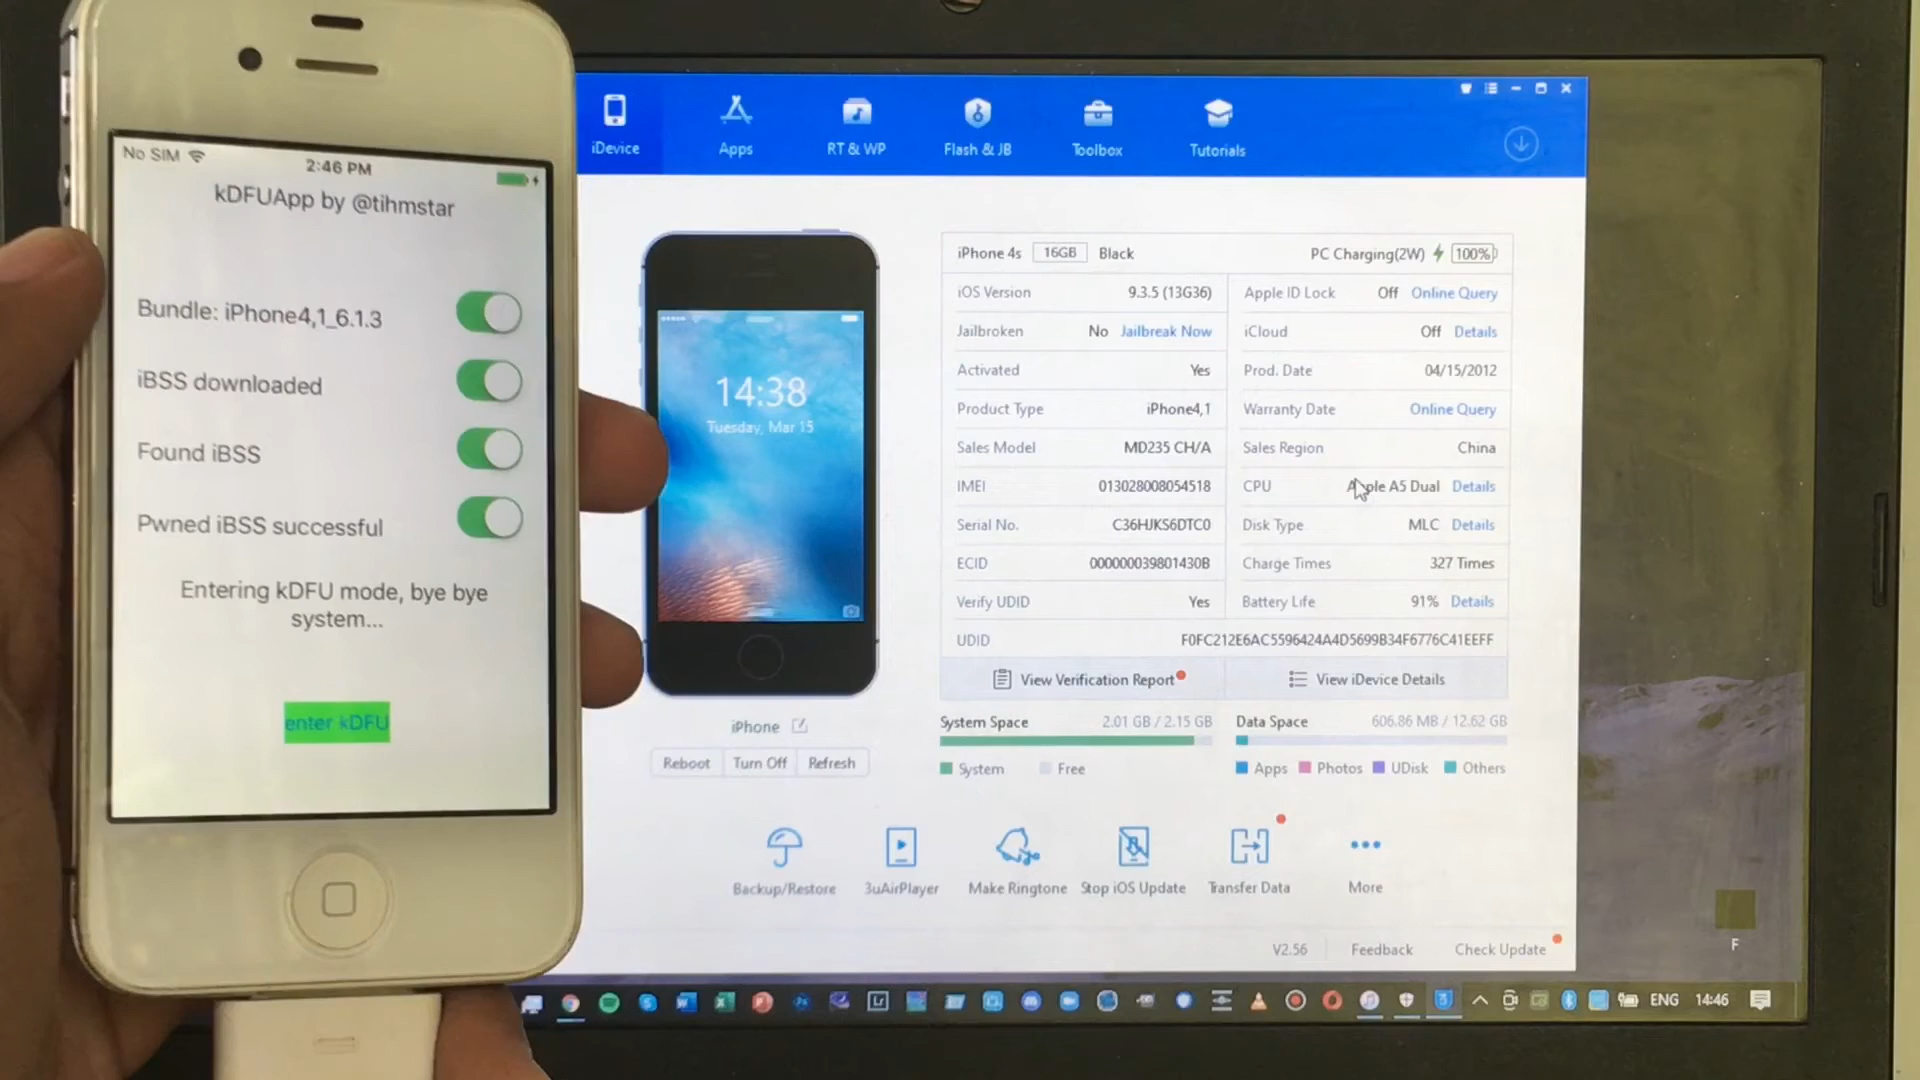 No SIM
2:46 PM
kDFUApp by @tihmstar
Bundle: iPhone4,1_6.1.3
iBSS downloaded
Found iBSS
Pwned iBSS successful
Entering kDFU mode, bye bye
system...
enter kDFU
iDevice
Apps
RT & WP
Flash & JB
Toolbox
Tutorials
14:38
Tuesday, Mar 15
iPhone
Reboot Turn Off Refresh
iPhone 4s 16GB Black PC Charging(2W) 100%
iOS Version 9.3.5 (13G36) Apple ID Lock Off Online Query
Jailbroken No Jailbreak Now iCloud Off Details
Activated Yes Prod. Date 04/15/2012
Product Type iPhone4,1 Warranty Date Online Query
Sales Model MD235 CH/A Sales Region China
IMEI 013028008054518 CPU Apple A5 Dual Details
Serial No. C36HJKS6DTC0 Disk Type MLC Details
ECID 000000039801430B Charge Times 327 Times
Verify UDID Yes Battery Life 91% Details
UDID F0FC212E6AC5596424A4D5699B34F6776C41EEFF
View Verification Report View iDevice Details
System Space 2.01 GB / 2.15 GB Data Space 606.86 MB / 12.62 GB
System Free Apps Photos UDisk Others
Backup/Restore 3uAirPlayer Make Ringtone Stop iOS Update Transfer Data More
V2.56 Feedback Check Update
F
ENG 14:46